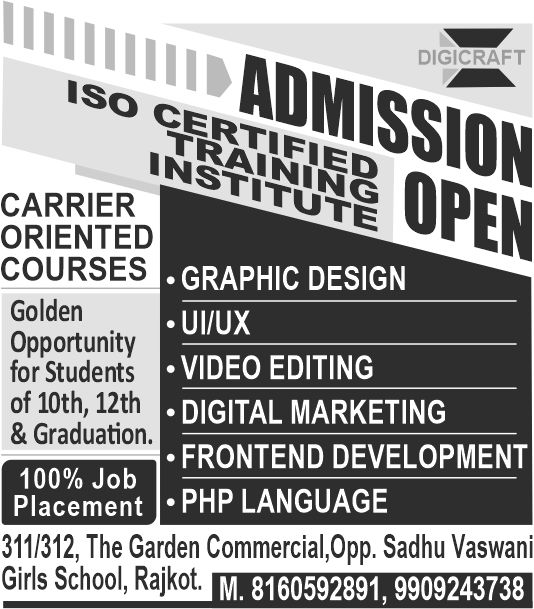 DIGICRAFT
ADMISSION
OPEN
ISO CERTIFIED
TRAINING
INSTITUTE
CARRIER
ORIENTED
COURSES
Golden
Opportunity
for Students
of 10th, 12th
& Graduation.
100% Job
Placement
• GRAPHIC DESIGN
• UI/UX
• VIDEO EDITING
• DIGITAL MARKETING
• FRONTEND DEVELOPMENT
• PHP LANGUAGE
311/312, The Garden Commercial,Opp. Sadhu Vaswani
Girls School, Rajkot. M. 8160592891, 9909243738